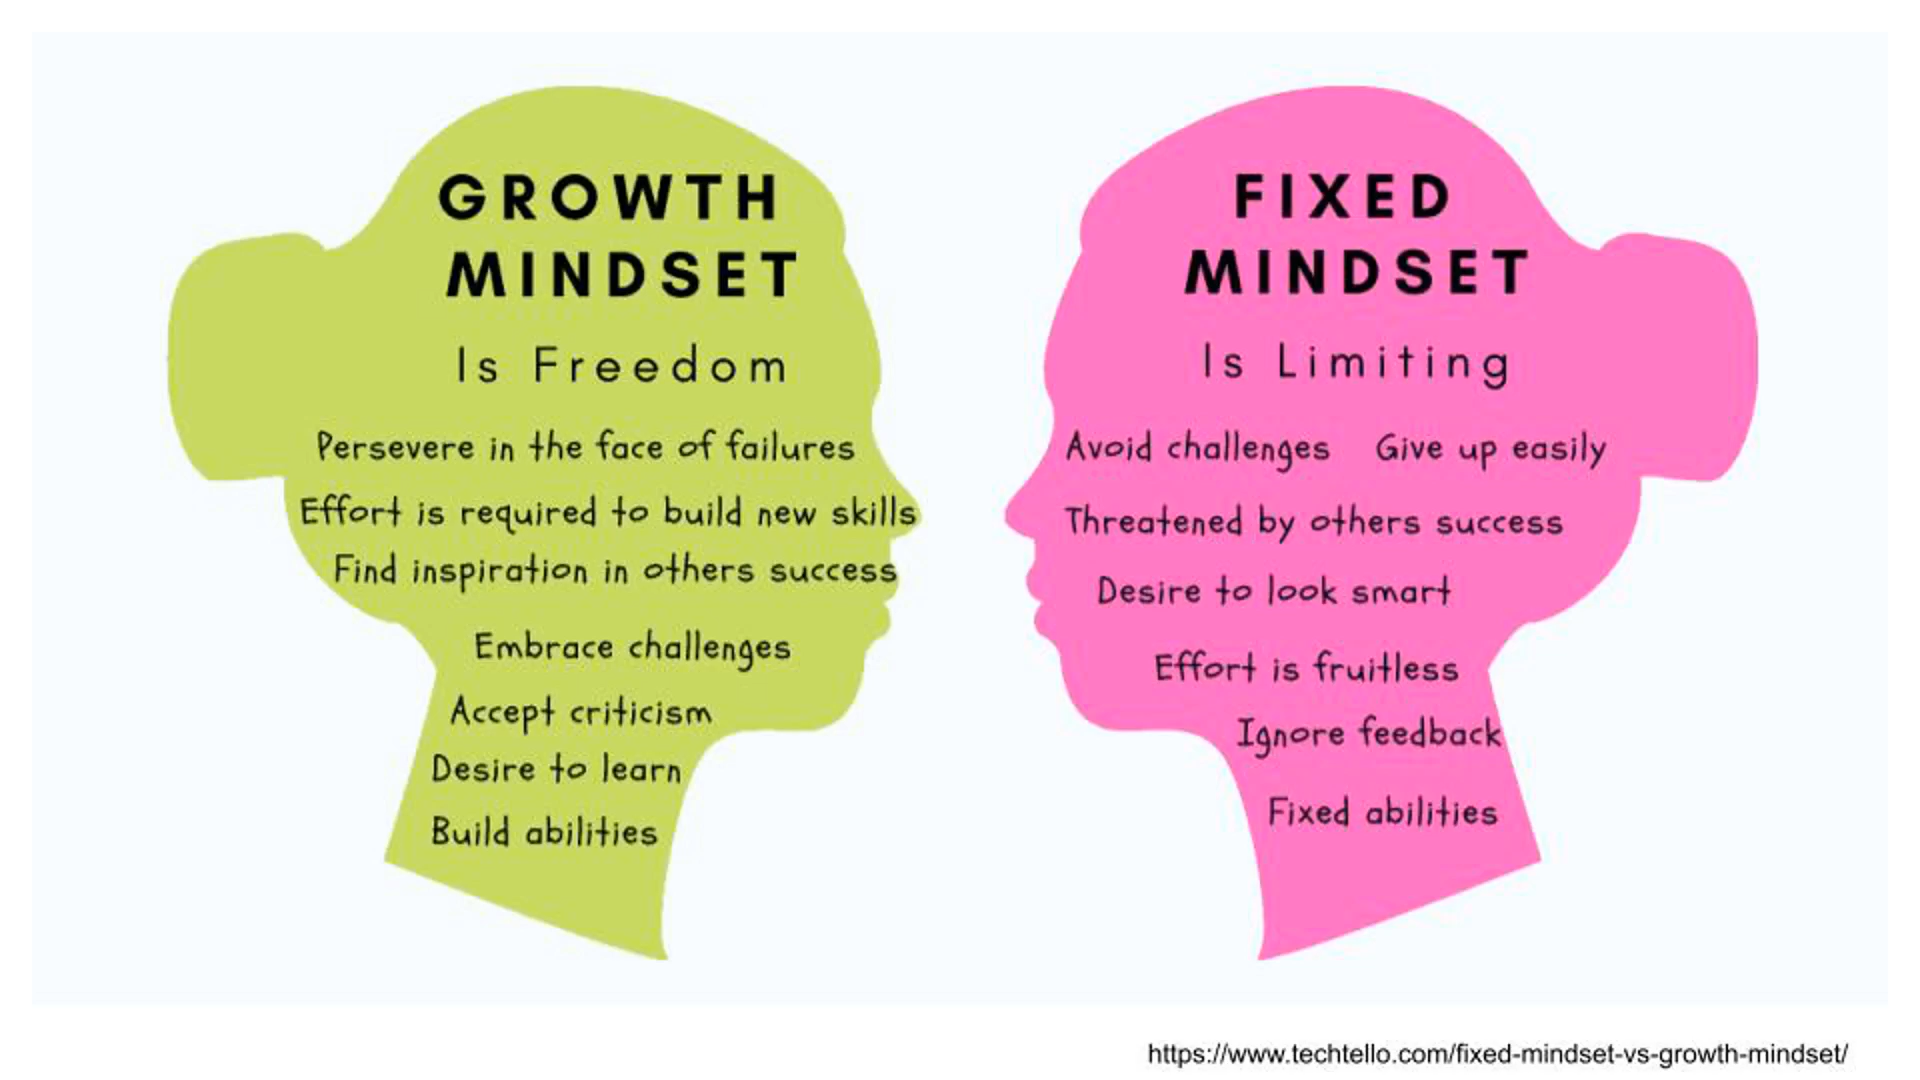 GROWTH
MINDSET
Is Freedom
Persevere in the face of failures
Effort is required to build new skills
Find inspiration in others success
Embrace challenges
Accept criticism
Desire to learn
Build abilities
FIXED
MINDSET
Is Limiting
Avoid challenges Give up easily
Threatened by others success
Desire to look smart
Effort is fruitless
Ignore feedback
Fixed abilities
https://www.techtello.com/fixed-mindset-vs-growth-mindset/